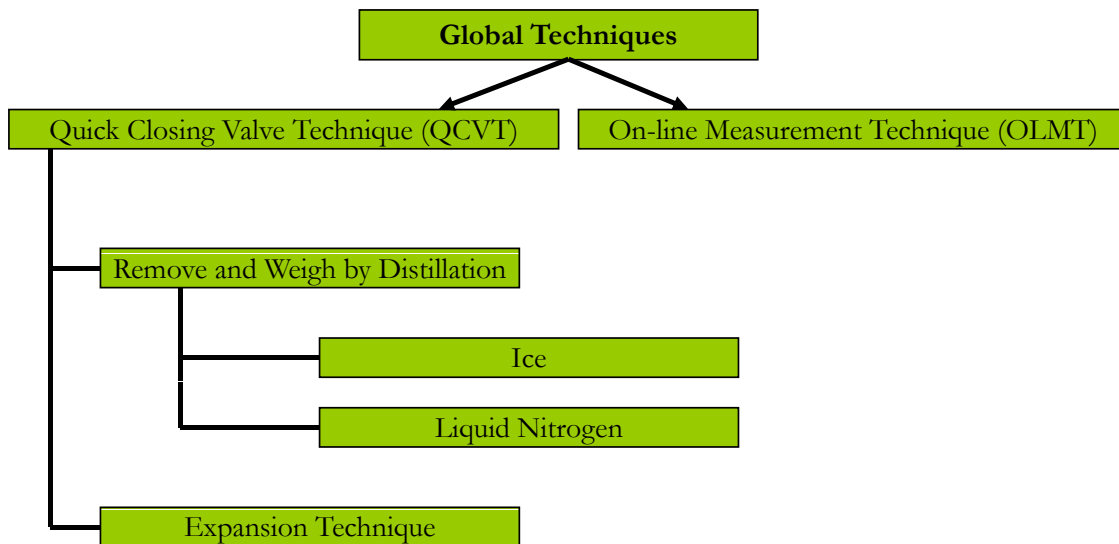 Global Techniques
Quick Closing Valve Technique (QCVT)
On-line Measurement Technique (OLMT)
Remove and Weigh by Distillation
Ice
Liquid Nitrogen
Expansion Technique